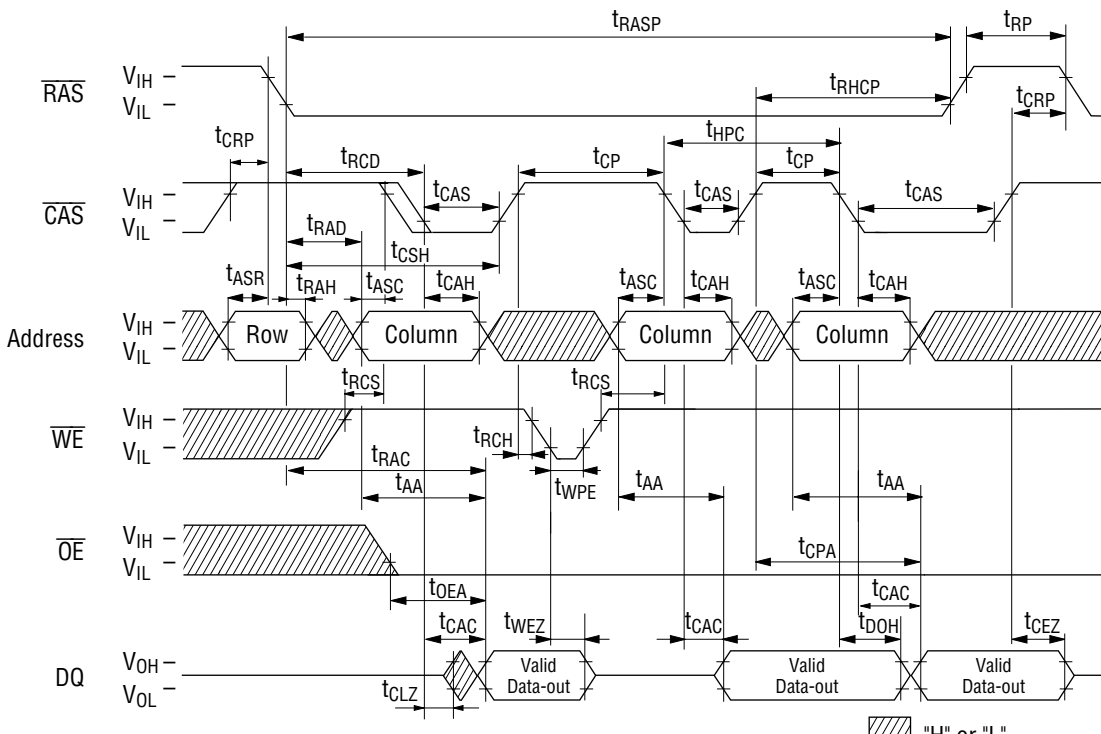 tRASP tRP
RAS VIH VIL tRHCP tCRP
tCRP tRCD tCP tHPC tCP
CAS VIH VIL tCAS tCAS tCAS
tRAD tCSH
tASR tRAH tASC tCAH tASC tCAH tASC tCAH
Address VIH VIL Row Column Column Column
tRCS tRCS
WE VIH VIL tRCH tWPE
tRAC
tAA tAA tAA
OE VIH VIL tCPA
tOEA tCAC
tCAC tWEZ tCAC tDOH tCEZ
DQ VOH VOL Valid Data-out Valid Data-out Valid Data-out
tCLZ
"H" or "L"